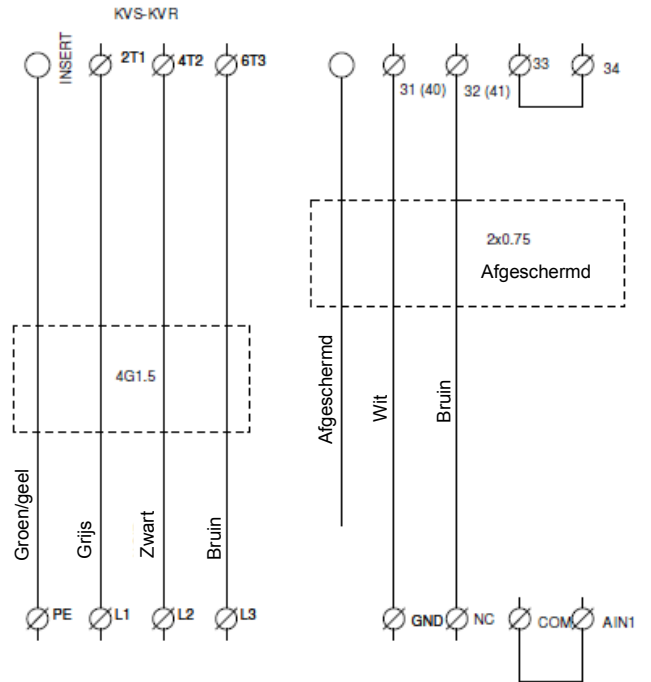 KVS-KVR
INSERT
2T1
4T2
6T3
31 (40)
32 (41)
33
34
2x0.75
Afgeschermd
4G1.5
Groen/geel
Grijs
Zwart
Bruin
Afgeschermd
Wit
Bruin
PE
L1
L2
L3
GND
NC
COM
AIN1